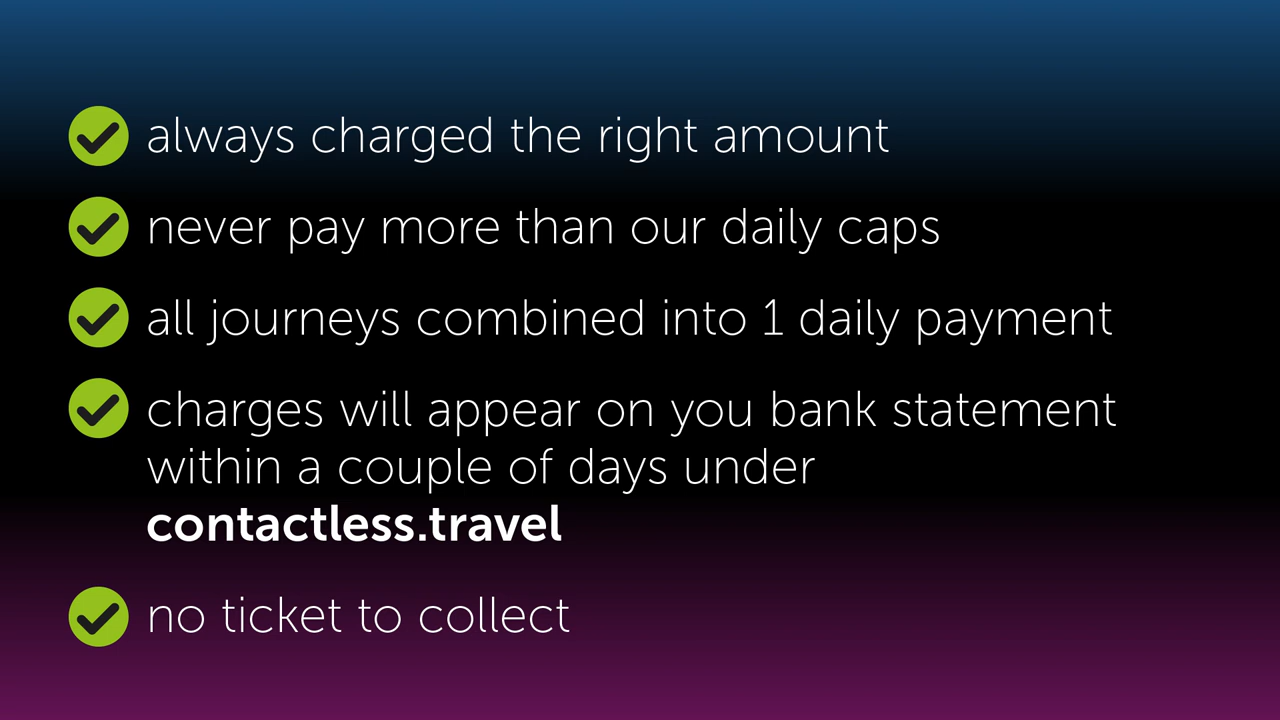 always charged the right amount
never pay more than our daily caps
all journeys combined into 1 daily payment
charges will appear on you bank statement
within a couple of days under
contactless.travel
no ticket to collect